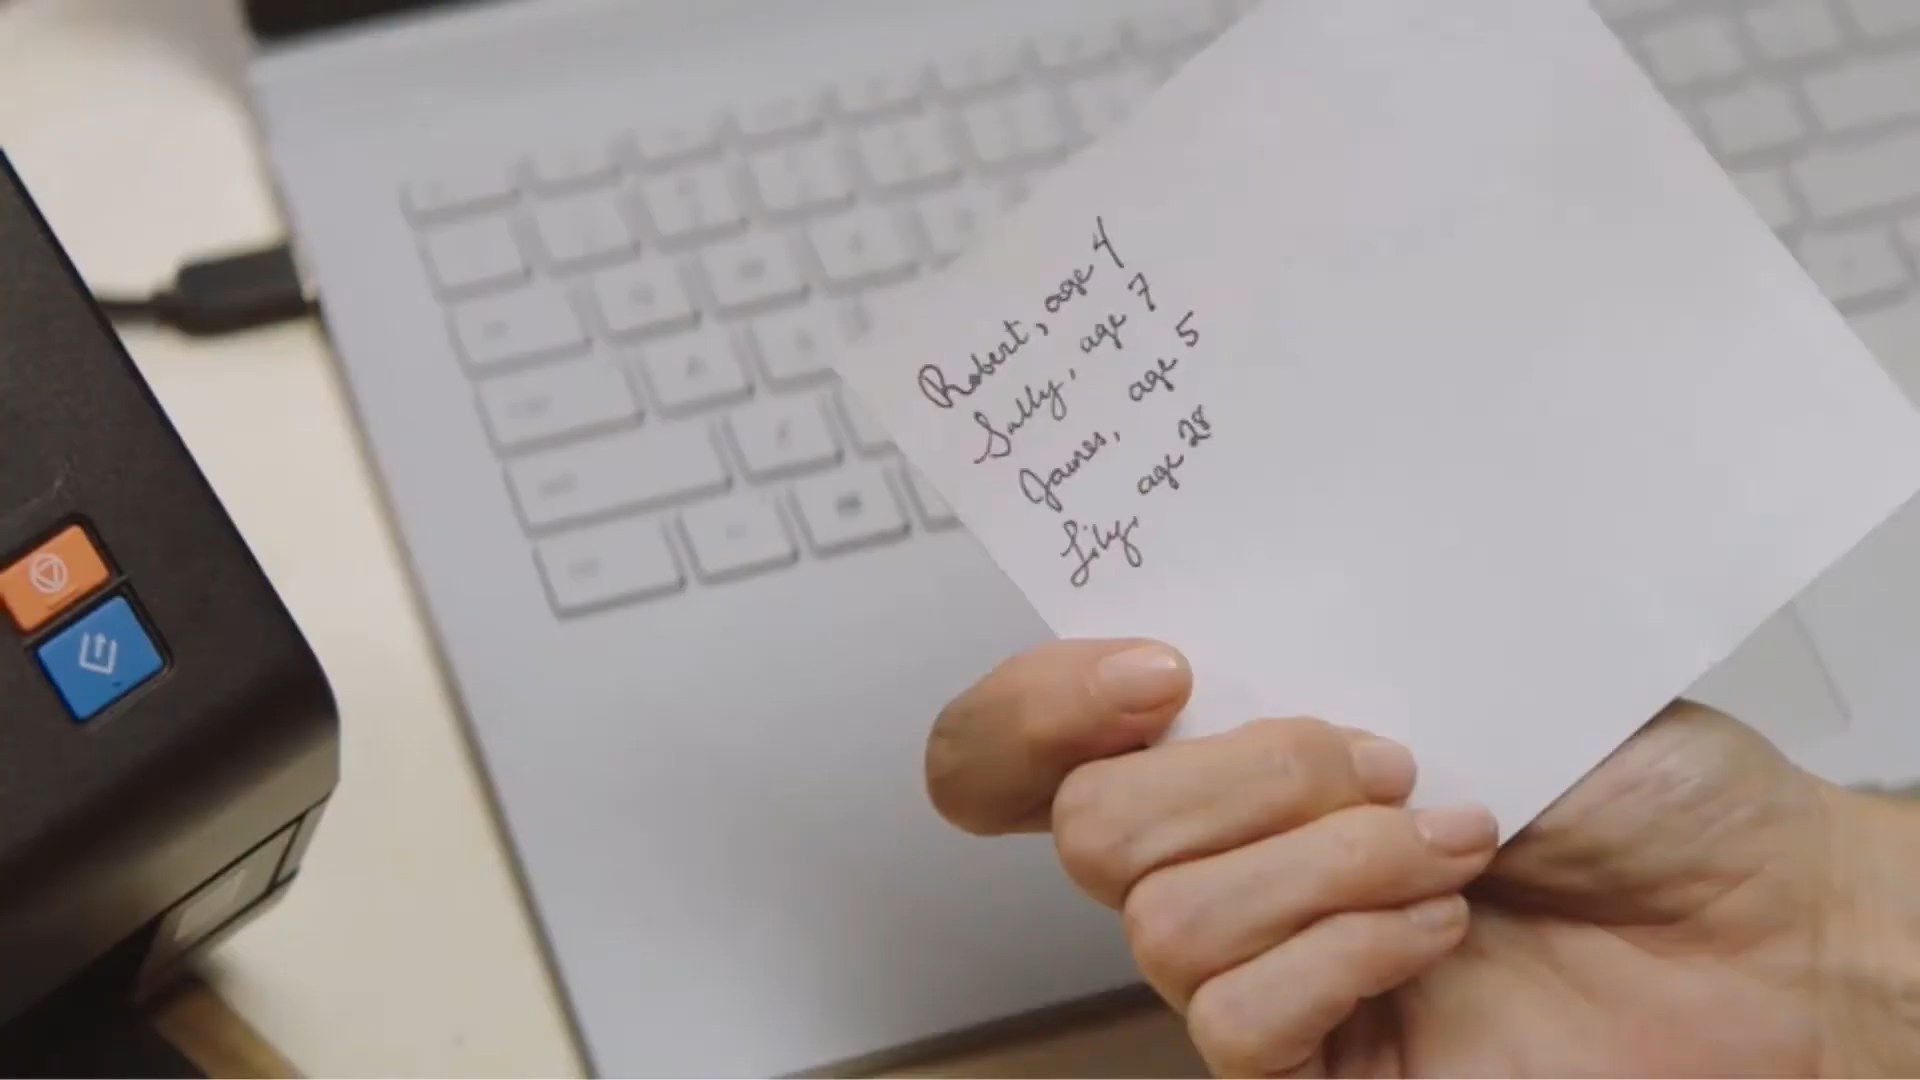 Robert, age 4
Sally, age 7
James, age 5
Lily, age 28